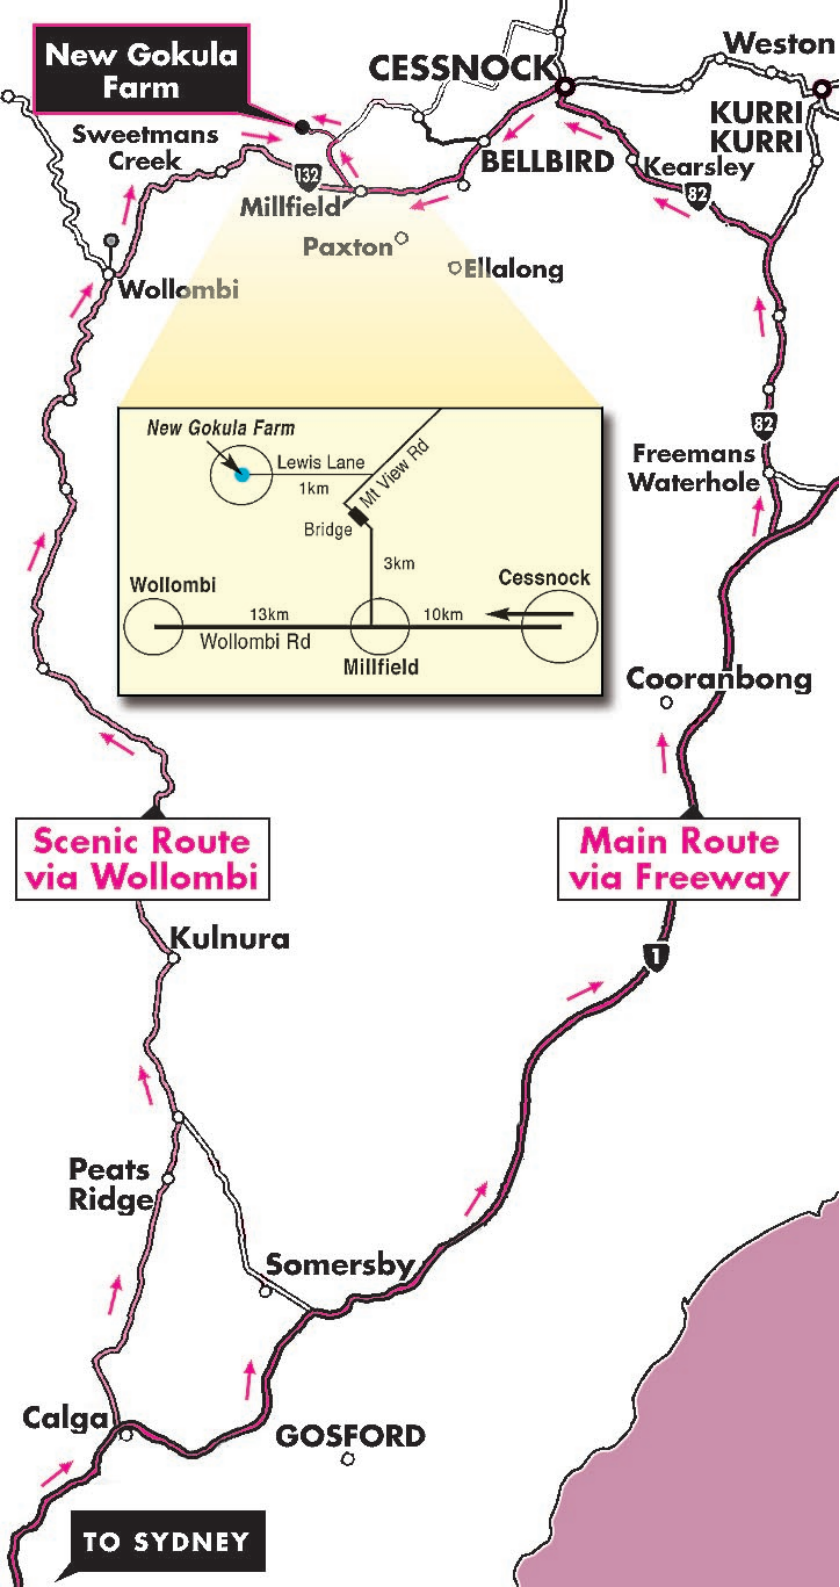 New Gokula
Farm
CESSNOCK
Weston
KURRI
KURRI
Sweetmans
Creek
132
BELLBIRD
Kearsley
82
Millfield
Paxton
Ellalong
Wollombi
New Gokula Farm
Lewis Lane
1km
Mt View Rd
Bridge
3km
Wollombi
Cessnock
13km
10km
Wollombi Rd
Millfield
82
Freemans
Waterhole
Cooranbong
Scenic Route
via Wollombi
Main Route
via Freeway
Kulnura
1
Peats
Ridge
Somersby
Calga
GOSFORD
TO SYDNEY